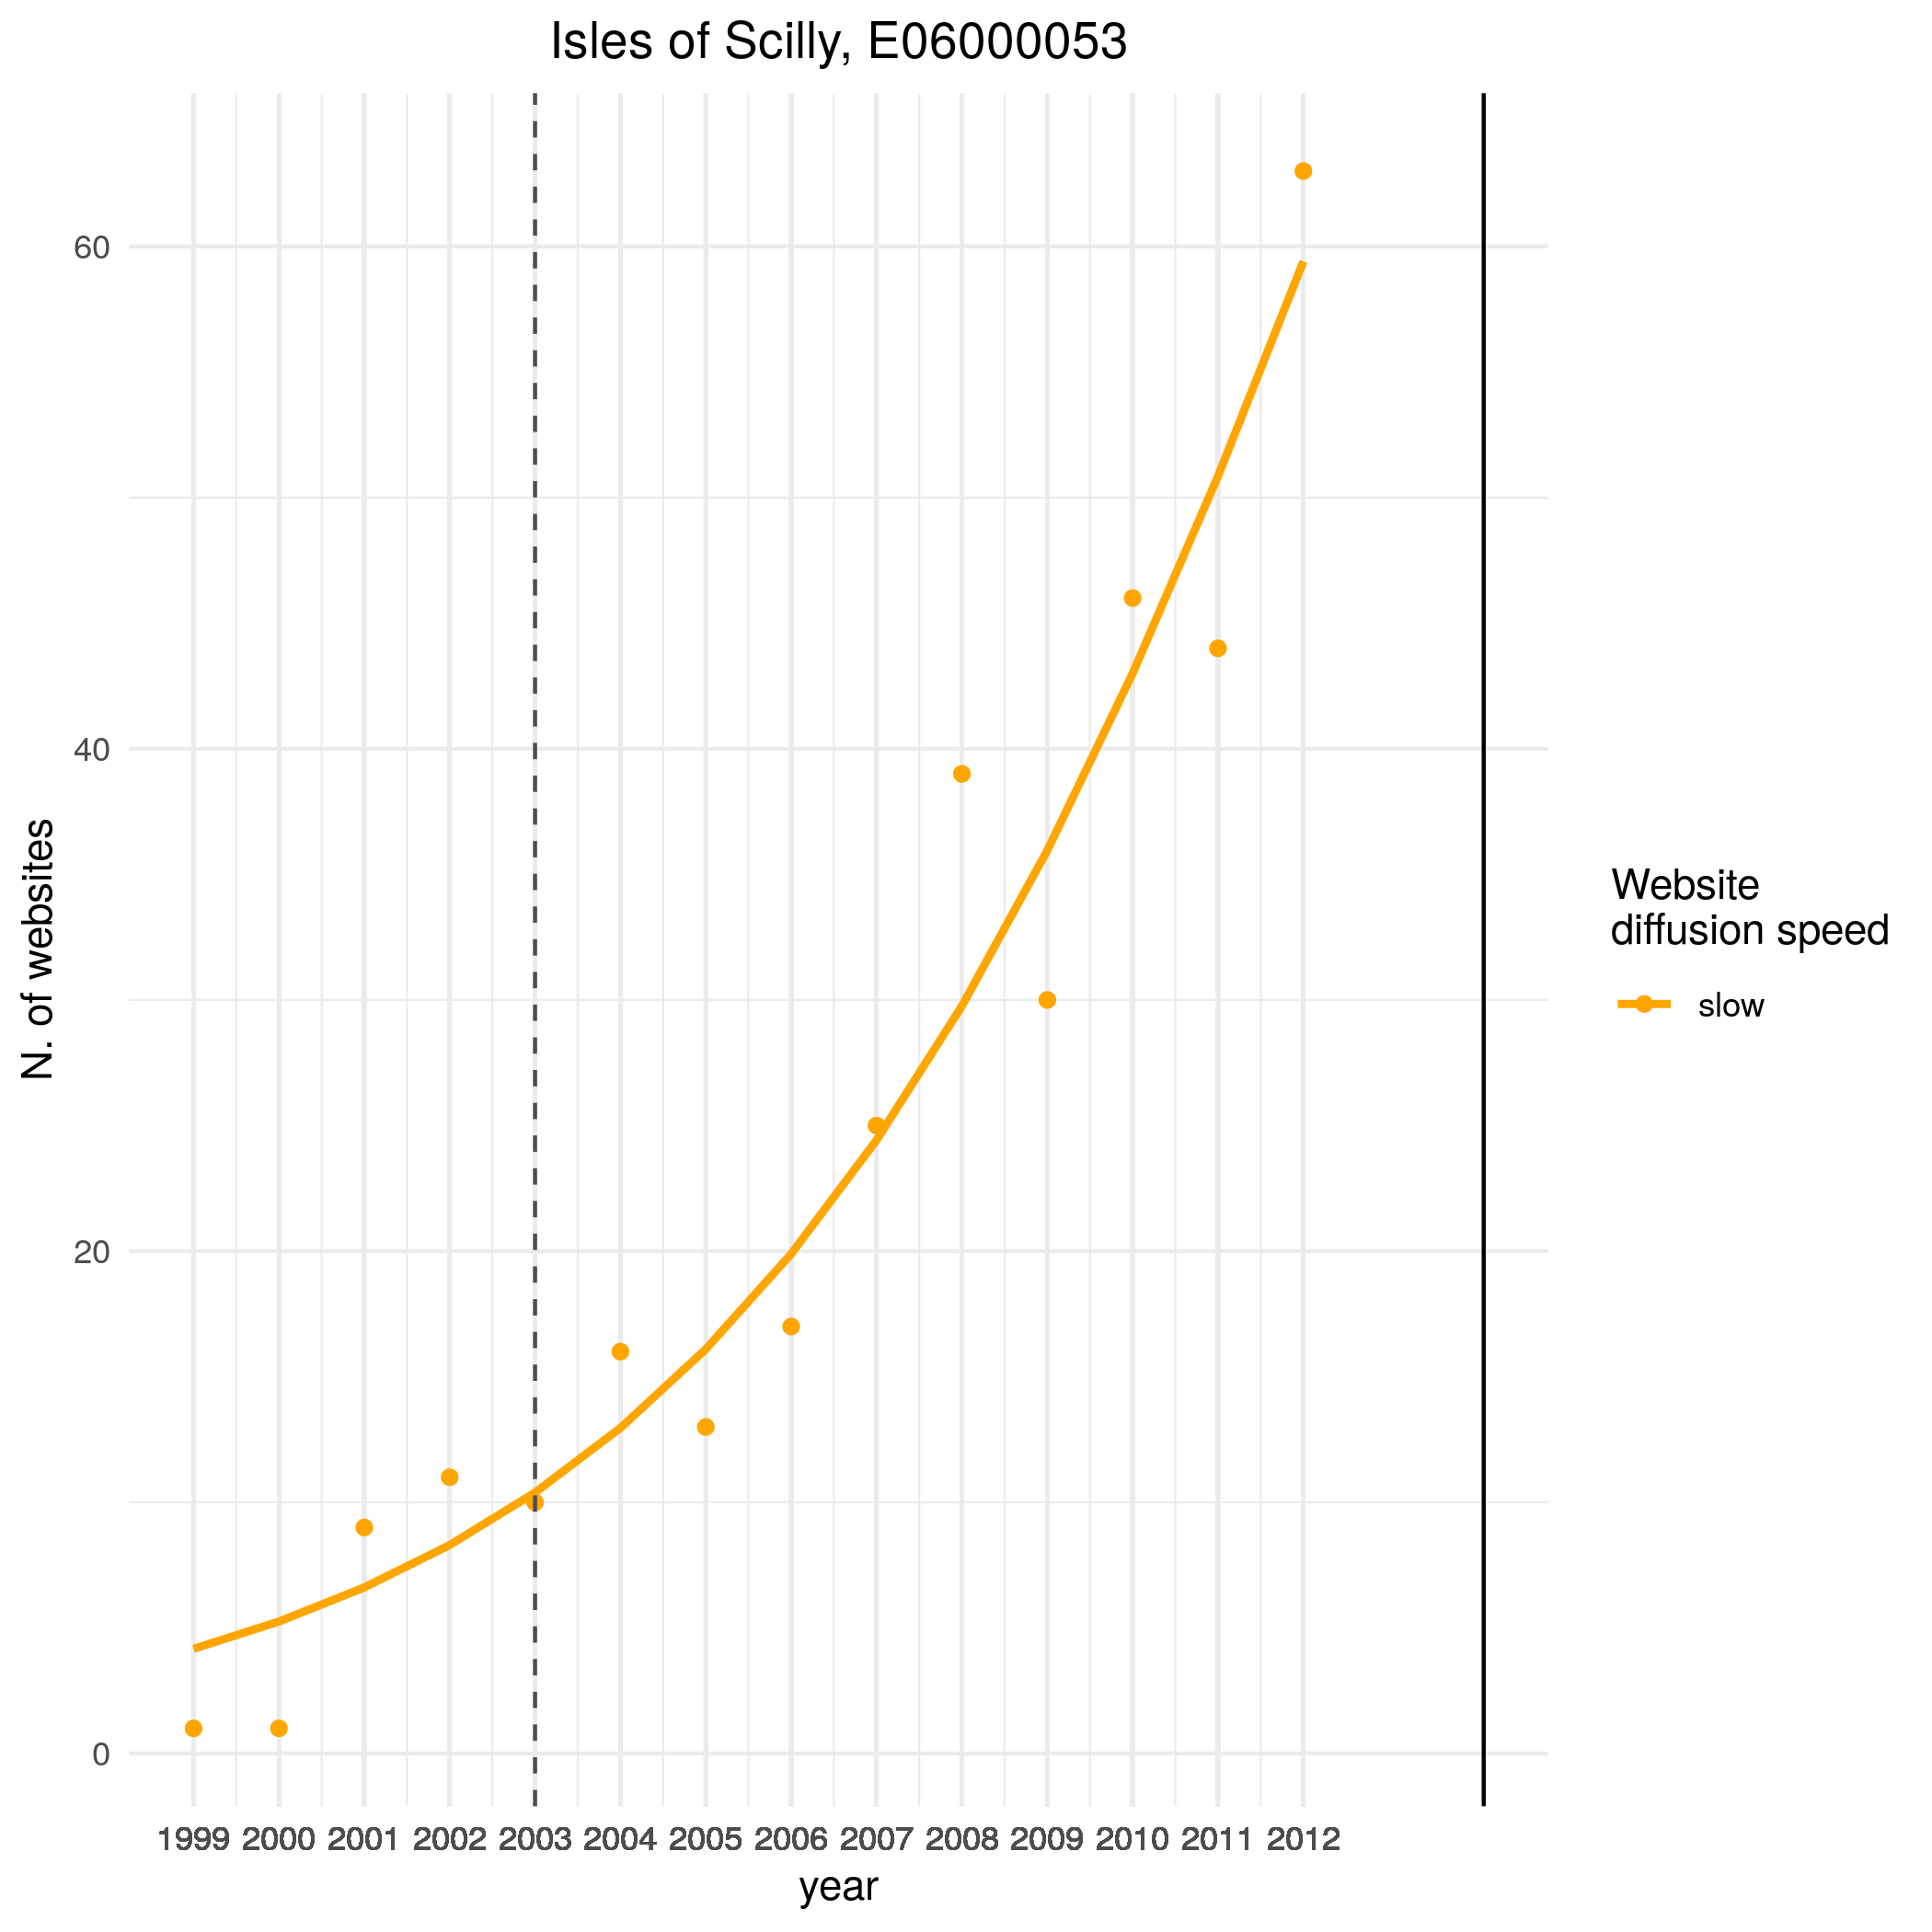 Isles of Scilly, E06000053
60
40
20
0
N. of websites
1999 2000 2001 2002 2003 2004 2005 2006 2007 2008 2009 2010 2011 2012
year
Website
diffusion speed
slow